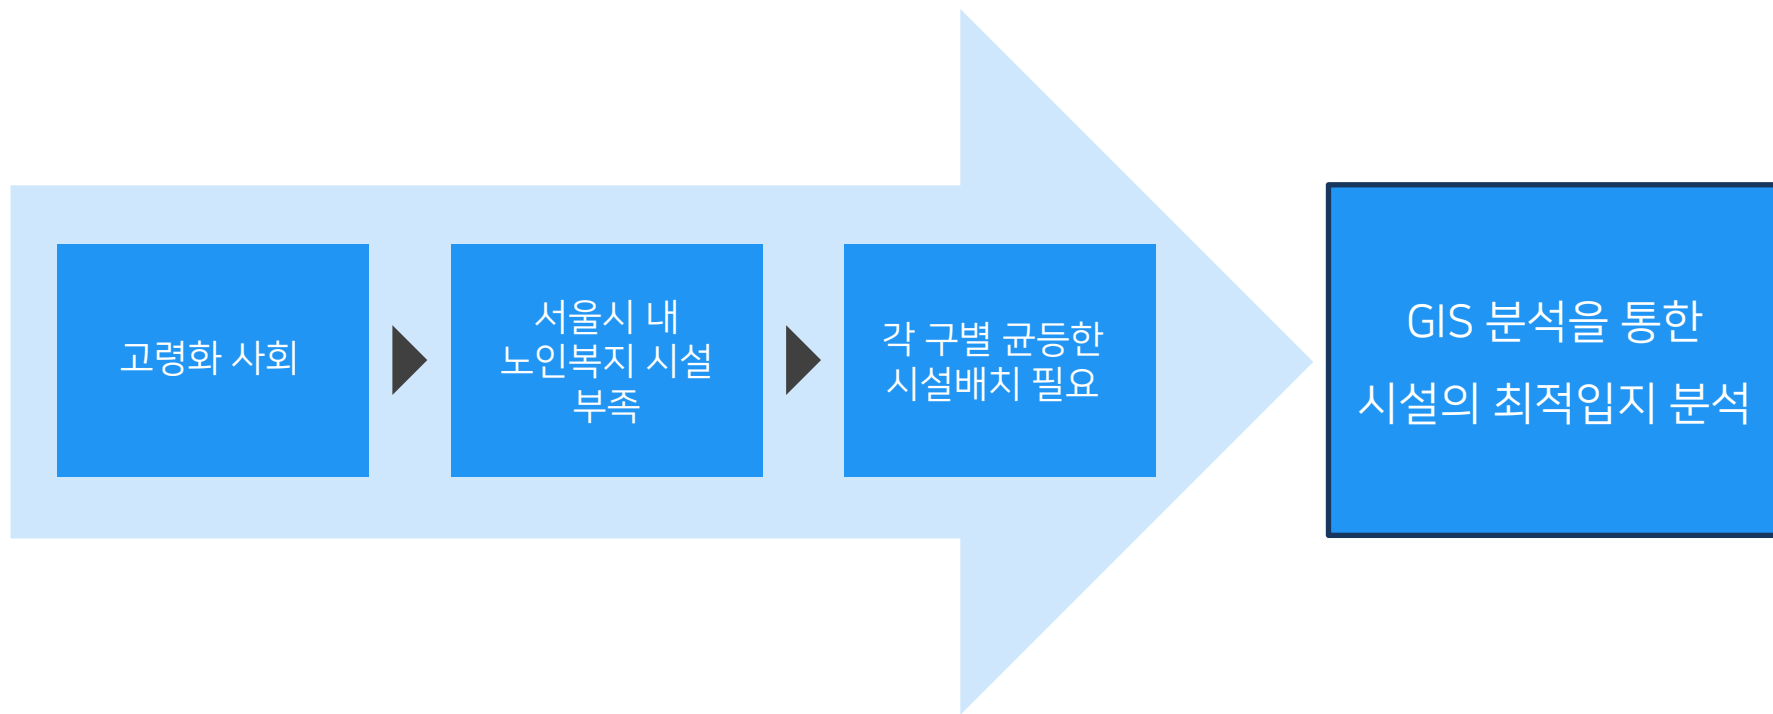 고령화 사회
서울시 내
노인복지 시설
부족
각 구별 균등한
시설배치 필요
GIS 분석을 통한
시설의 최적입지 분석